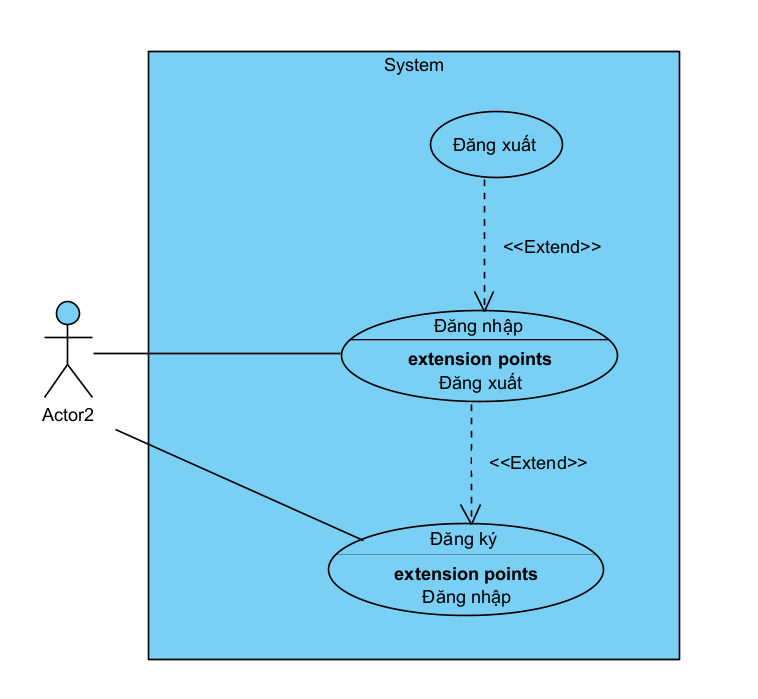 System
Đăng xuất
<<Extend>>
Đăng nhập
extension points
Đăng xuất
Actor2
<<Extend>>
Đăng ký
extension points
Đăng nhập